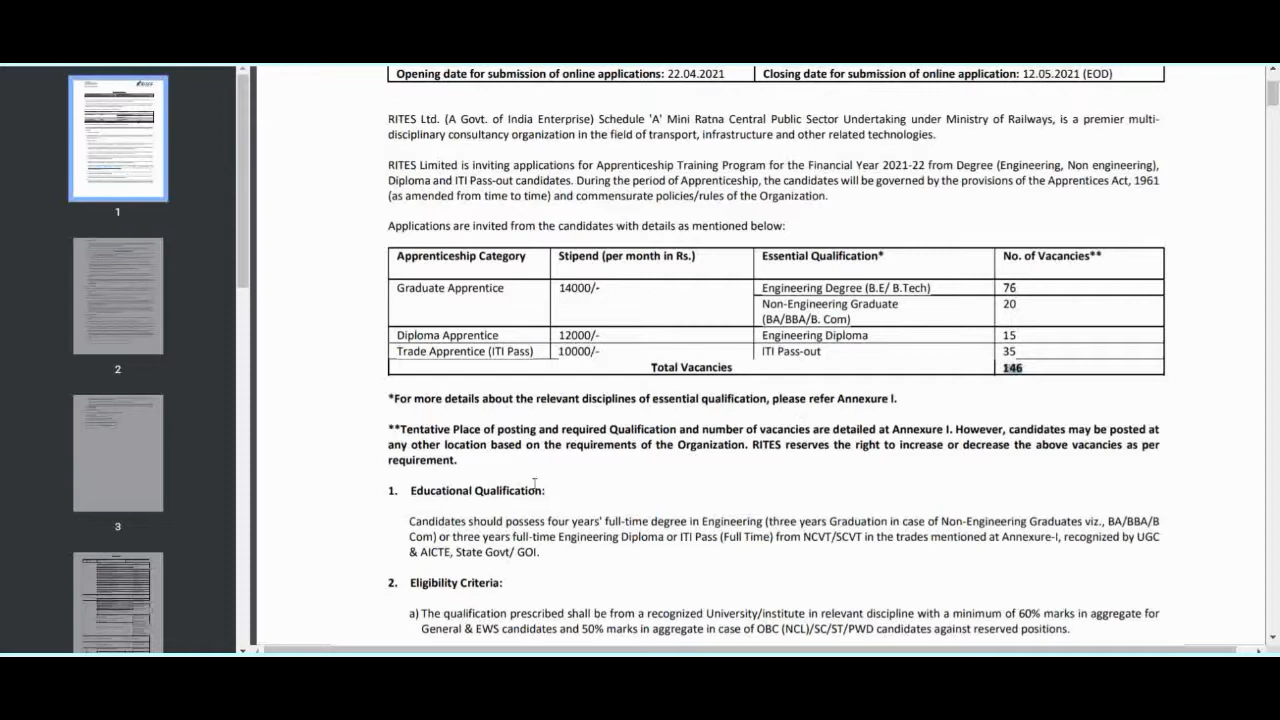 Opening date for submission of online applications: 22.04.2021 Closing date for submission of online application: 12.05.2021 (EOD)
RITES Ltd. (A Govt. of India Enterprise) Schedule 'A' Mini Ratna Central Public Sector Undertaking under Ministry of Railways, is a premier multi-
disciplinary consultancy organization in the field of transport, infrastructure and other related technologies.
RITES Limited is inviting applications for Apprenticeship Training Program for the Financial Year 2021-22 from Degree (Engineering, Non engineering),
Diploma and ITI Pass-out candidates. During the period of Apprenticeship, the candidates will be governed by the provisions of the Apprentices Act, 1961
(as amended from time to time) and commensurate policies/rules of the Organization.
Applications are invited from the candidates with details as mentioned below:
Apprenticeship Category Stipend (per month in Rs.) Essential Qualification* No. of Vacancies**
Graduate Apprentice 14000/- Engineering Degree (B.E/ B.Tech) 76
Non-Engineering Graduate 20
(BA/BBA/B. Com)
Diploma Apprentice 12000/- Engineering Diploma 15
Trade Apprentice (ITI Pass) 10000/- ITI Pass-out 35
Total Vacancies 146
*For more details about the relevant disciplines of essential qualification, please refer Annexure I.
**Tentative Place of posting and required Qualification and number of vacancies are detailed at Annexure I. However, candidates may be posted at
any other location based on the requirements of the Organization. RITES reserves the right to increase or decrease the above vacancies as per
requirement.
1. Educational Qualification:
Candidates should possess four years' full-time degree in Engineering (three years Graduation in case of Non-Engineering Graduates viz., BA/BBA/B
Com) or three years full-time Engineering Diploma or ITI Pass (Full Time) from NCVT/SCVT in the trades mentioned at Annexure-I, recognized by UGC
& AICTE, State Govt/ GOI.
2. Eligibility Criteria:
a) The qualification prescribed shall be from a recognized University/institute in relevant discipline with a minimum of 60% marks in aggregate for
General & EWS candidates and 50% marks in aggregate in case of OBC (NCL)/SC/ST/PWD candidates against reserved positions.
1
2
3